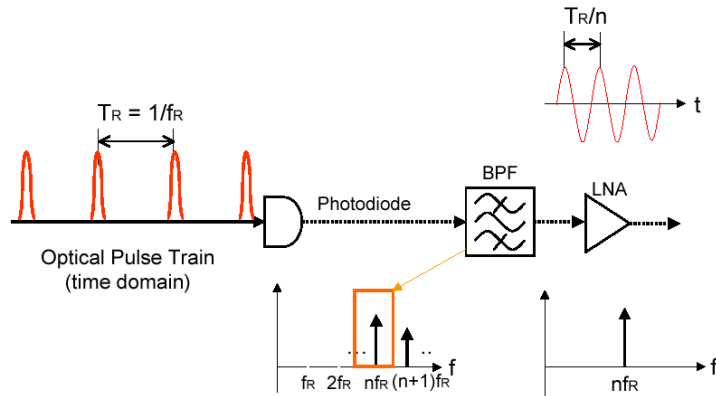 TR/n
t
TR = 1/fR
BPF
LNA
Photodiode
Optical Pulse Train
(time domain)
... ..
f
fR 2fR nfR (n+1)fR
f
nfR